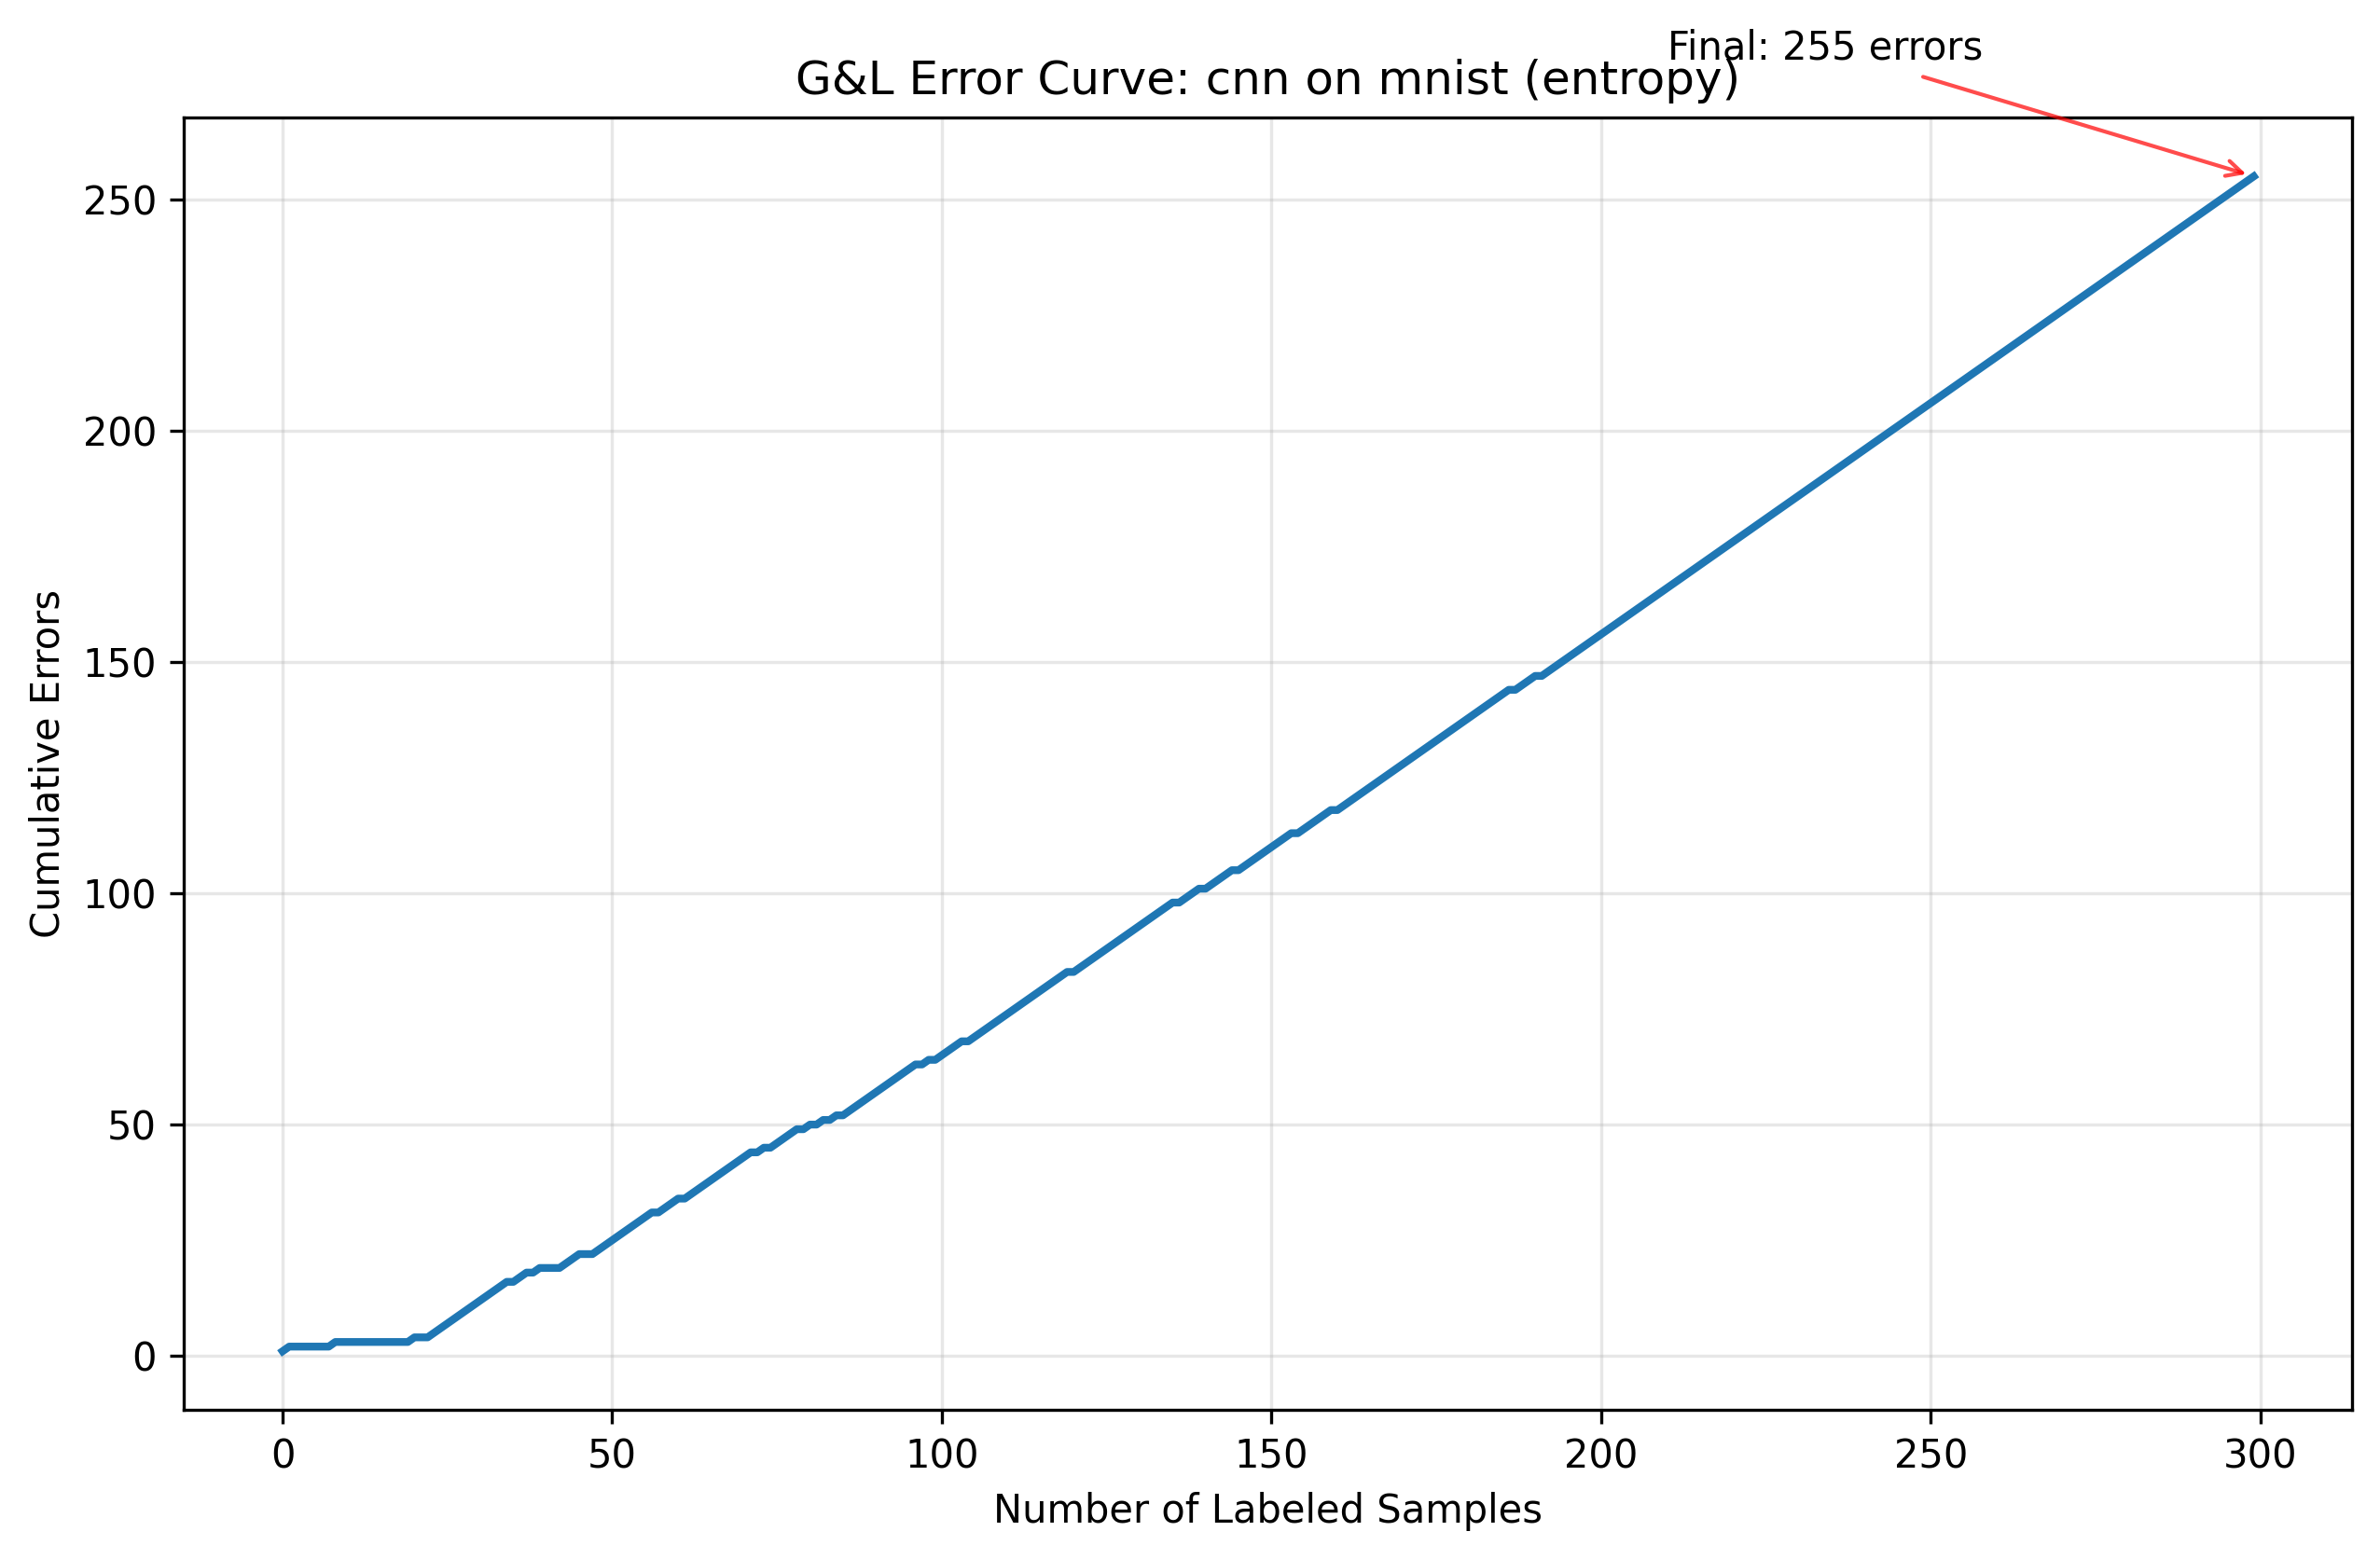 Final: 255 errors
G&L Error Curve: cnn on mnist (entropy)
Cumulative Errors
250
200
150
100
50
0
0 50 100 150 200 250 300
Number of Labeled Samples